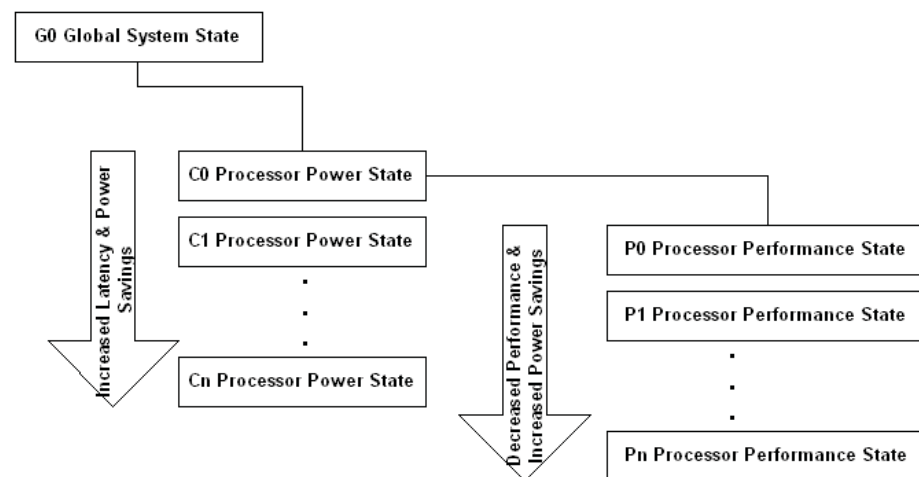 G0 Global System State
C0 Processor Power State
C1 Processor Power State
Cn Processor Power State
Increased Latency & Power
Savings
P0 Processor Performance State
P1 Processor Performance State
Pn Processor Performance State
Decreased Performance &
Increased Power Savings